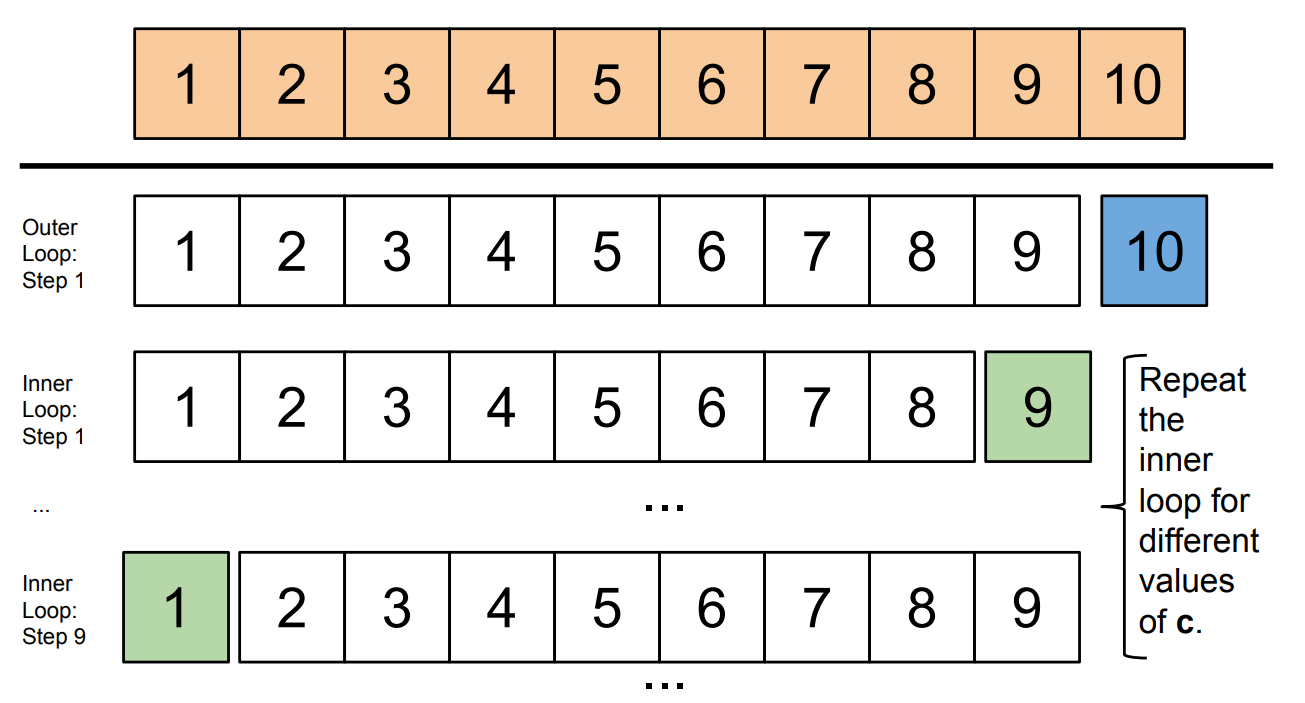 1 2 3 4 5 6 7 8 9 10
Outer
Loop:
Step 1
1 2 3 4 5 6 7 8 9 10
Inner
Loop:
Step 1
1 2 3 4 5 6 7 8 9
...
...
Inner
Loop:
Step 9
1 2 3 4 5 6 7 8 9
...
Repeat
the
inner
loop for
different
values
of c.